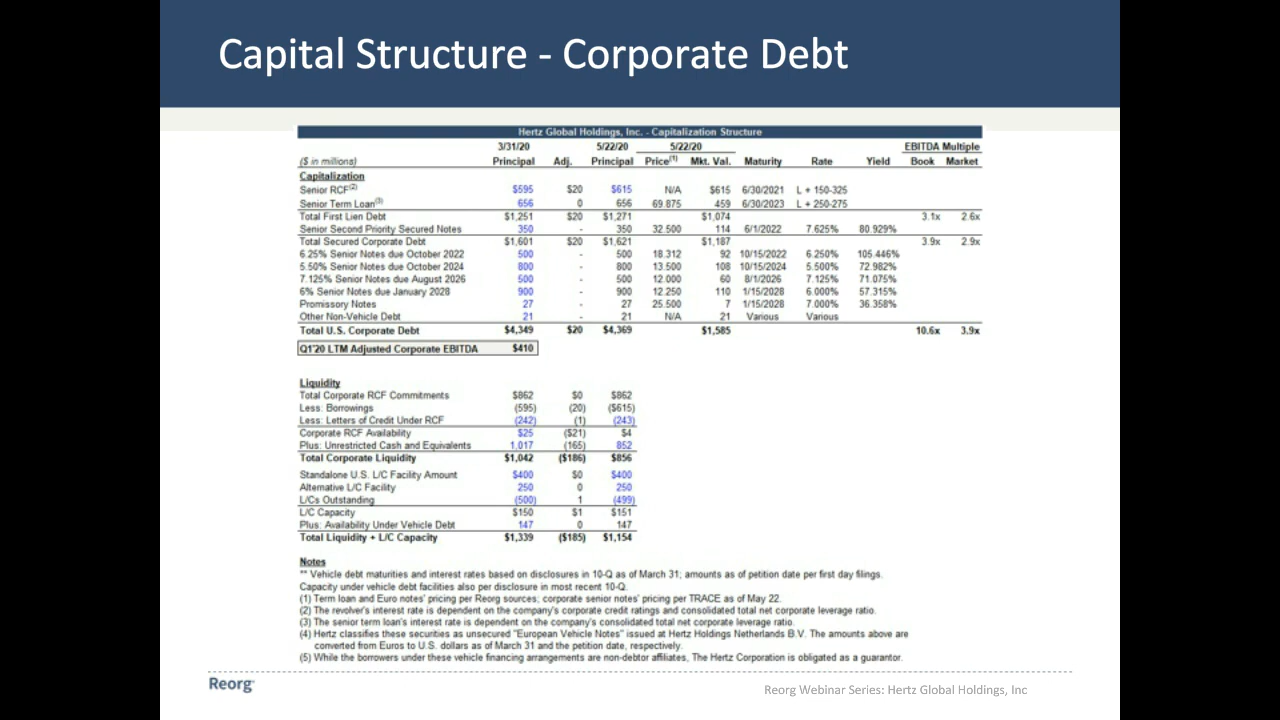 Capital Structure - Corporate Debt
Hertz Global Holdings, Inc. - Capitalization Structure
3/31/20 5/22/20 5/22/20 EBITDA Multiple
($ in millions) Principal Adj. Principal Price(1) Mkt. Val. Maturity Rate Yield Book Market
Capitalization
Senior RCF(2) $595 $20 $615 N/A $615 6/30/2021 L + 150-325
Senior Term Loan(3) 656 0 656 69.875 459 6/30/2023 L + 250-275
Total First Lien Debt $1,251 $20 $1,271 $1,074 3.1x 2.6x
Senior Second Priority Secured Notes 350 - 350 32.500 114 6/1/2022 7.625% 80.929%
Total Secured Corporate Debt $1,601 $20 $1,621 $1,187 3.9x 2.9x
6.25% Senior Notes due October 2022 500 - 500 18.312 92 10/15/2022 6.250% 105.446%
5.50% Senior Notes due October 2024 800 - 800 13.500 108 10/15/2024 5.500% 72.982%
7.125% Senior Notes due August 2026 500 - 500 12.000 60 8/1/2026 7.125% 71.075%
6% Senior Notes due January 2028 900 - 900 12.250 110 1/15/2028 6.000% 57.315%
Promissory Notes 27 - 27 25.500 7 1/15/2028 7.000% 36.358%
Other Non-Vehicle Debt 21 - 21 N/A 21 Various Various
Total U.S. Corporate Debt $4,349 $20 $4,369 $1,585 10.6x 3.9x
Q1'20 LTM Adjusted Corporate EBITDA $410
Liquidity
Total Corporate RCF Commitments $862 $0 $862
Less: Borrowings (595) (20) ($615)
Less: Letters of Credit Under RCF (242) (1) (243)
Corporate RCF Availability $25 ($21) $4
Plus: Unrestricted Cash and Equivalents 1,017 (165) 852
Total Corporate Liquidity $1,042 ($186) $856
Standalone U.S. L/C Facility Amount $400 $0 $400
Alternative L/C Facility 250 0 250
L/Cs Outstanding (500) 1 (499)
L/C Capacity $150 $1 $151
Plus: Availability Under Vehicle Debt 147 0 147
Total Liquidity + L/C Capacity $1,339 ($185) $1,154
Notes
** Vehicle debt maturities and interest rates based on disclosures in 10-Q as of March 31; amounts as of petition date per first day filings.
Capacity under vehicle debt facilities also per disclosure in most recent 10-Q.
(1) Term loan and Euro notes' pricing per Reorg sources; corporate senior notes' pricing per TRACE as of May 22.
(2) The revolver's interest rate is dependent on the company's corporate credit ratings and consolidated total net corporate leverage ratio.
(3) The senior term loan's interest rate is dependent on the company's consolidated total net corporate leverage ratio.
(4) Hertz classifies these securities as unsecured "European Vehicle Notes" issued at Hertz Holdings Netherlands B.V. The amounts above are
converted from Euros to U.S. dollars as of March 31 and the petition date, respectively.
(5) While the borrowers under these vehicle financing arrangements are non-debtor affiliates, The Hertz Corporation is obligated as a guarantor.
Reorg
Reorg Webinar Series: Hertz Global Holdings, Inc